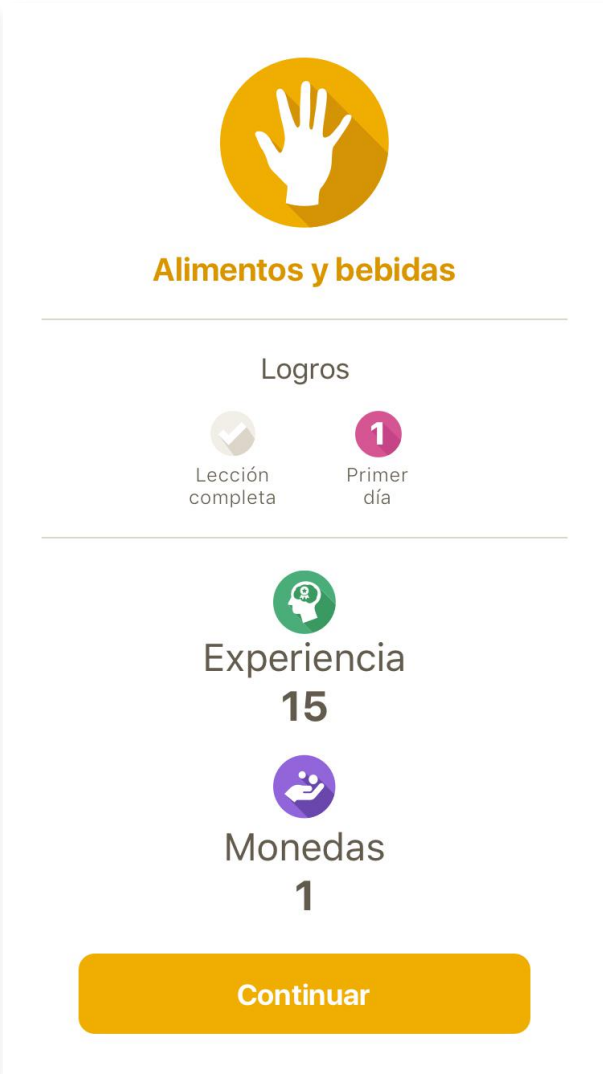 Alimentos y bebidas
Logros
1
Lección
completa
Primer
día
Experiencia
15
Monedas
1
Continuar